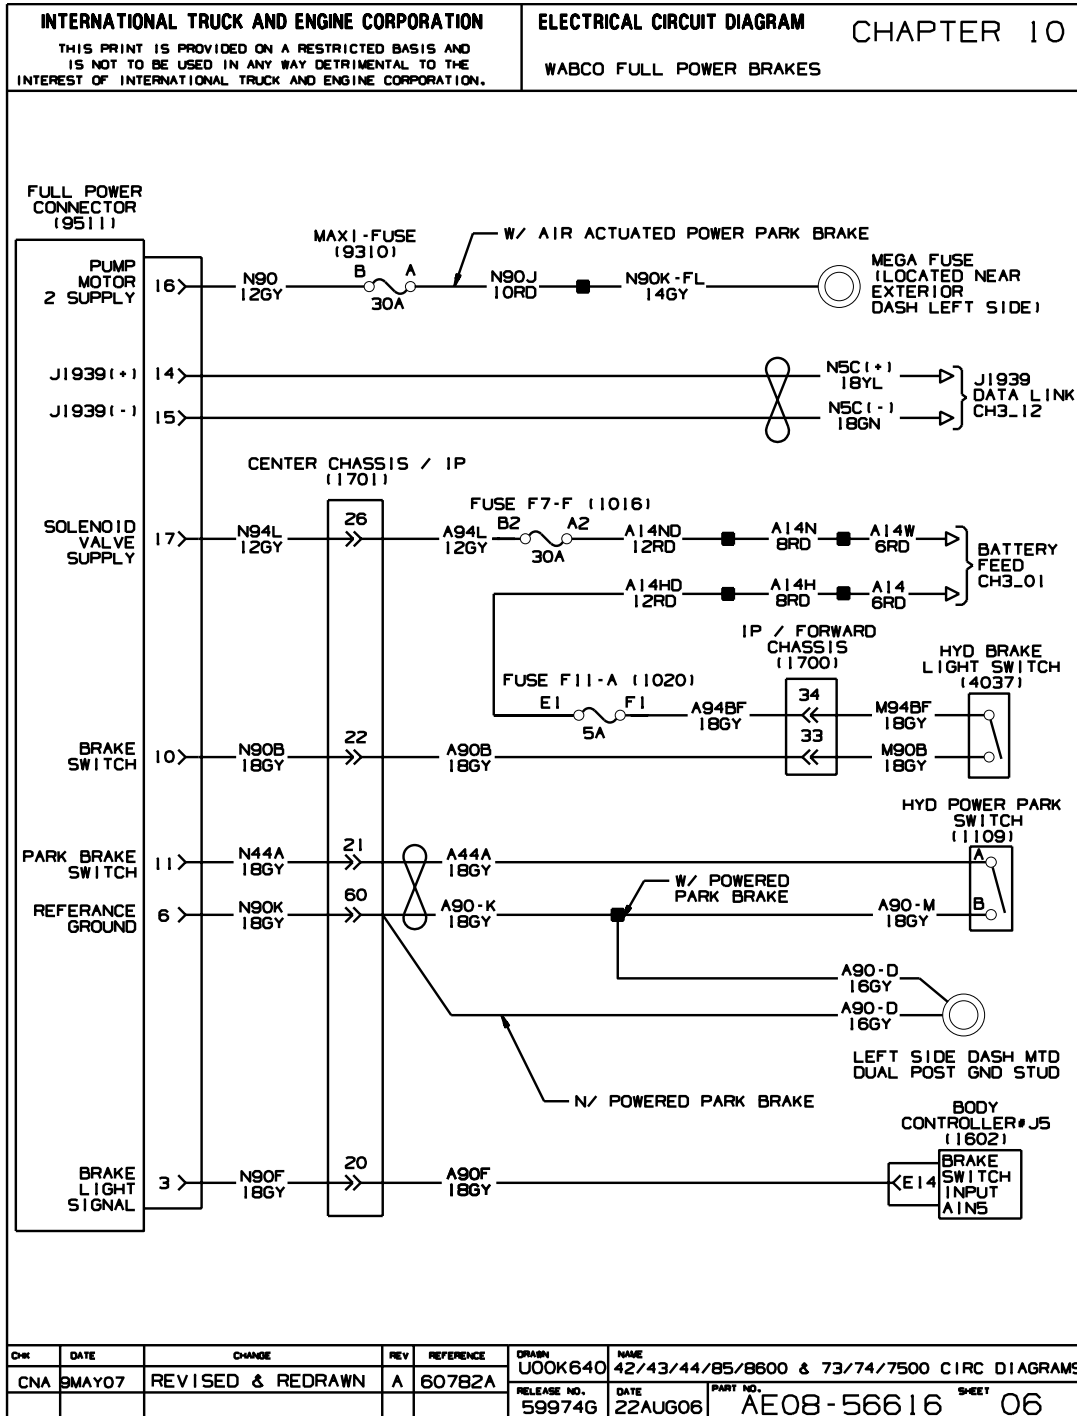 INTERNATIONAL TRUCK AND ENGINE CORPORATION
THIS PRINT IS PROVIDED ON A RESTRICTED BASIS AND
IS NOT TO BE USED IN ANY WAY DETRIMENTAL TO THE
INTEREST OF INTERNATIONAL TRUCK AND ENGINE CORPORATION.
ELECTRICAL CIRCUIT DIAGRAM
CHAPTER 10
WABCO FULL POWER BRAKES
FULL POWER
CONNECTOR
(9511)
PUMP
MOTOR
2 SUPPLY
16
N90
12GY
MAXI-FUSE
(9310)
B
A
30A
W/ AIR ACTUATED POWER PARK BRAKE
N90J
10RD
N90K-FL
14GY
MEGA FUSE
(LOCATED NEAR
EXTERIOR
DASH LEFT SIDE)
J1939(+)
14
N5C(+)
18YL
J1939(-)
15
N5C(-)
18GN
J1939
DATA LINK
CH3_12
CENTER CHASSIS / IP
(1701)
SOLENOID
VALVE
SUPPLY
17
N94L
12GY
26
A94L
12GY
FUSE F7-F (1016)
B2
A2
30A
A14ND
12RD
A14N
8RD
A14W
6RD
A14HD
12RD
A14H
8RD
A14
6RD
BATTERY
FEED
CH3_01
IP / FORWARD
CHASSIS
(1700)
HYD BRAKE
LIGHT SWITCH
(4037)
FUSE F11-A (1020)
E1
F1
5A
A94BF
18GY
34
M94BF
18GY
BRAKE
SWITCH
10
N90B
18GY
22
A90B
18GY
33
M90B
18GY
HYD POWER PARK
SWITCH
(1109)
PARK BRAKE
SWITCH
11
N44A
18GY
21
A44A
18GY
A
REFERANCE
GROUND
6
N90K
18GY
60
A90-K
18GY
W/ POWERED
PARK BRAKE
A90-M
18GY
B
A90-D
16GY
A90-D
16GY
LEFT SIDE DASH MTD
DUAL POST GND STUD
N/ POWERED PARK BRAKE
BODY
CONTROLLER#J5
(1602)
BRAKE
LIGHT
SIGNAL
3
N90F
18GY
20
A90F
18GY
E14
BRAKE
SWITCH
INPUT
AIN5
CHK DATE CHANGE REV REFERENCE
CNA 9MAY07 REVISED & REDRAWN A 60782A
DRAWN
U00K640
NAME
42/43/44/85/8600 & 73/74/7500 CIRC DIAGRAMS
RELEASE NO.
59974G
DATE
22AUG06
PART NO.
AE08-56616
SHEET
06